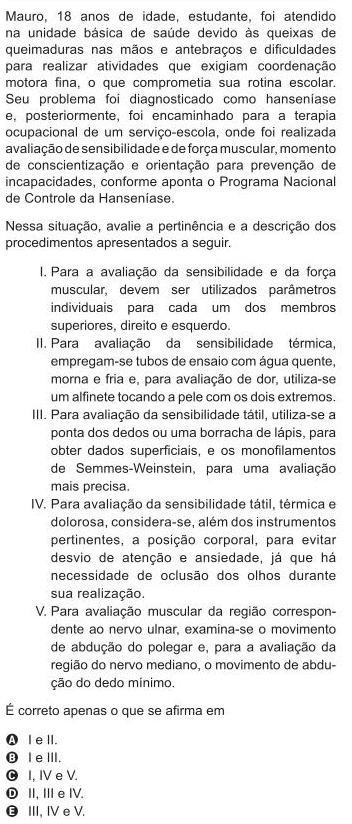 Mauro, 18 anos de idade, estudante, foi atendido
na unidade básica de saúde devido às queixas de
queimaduras nas mãos e antebraços e dificuldades
para realizar atividades que exigiam coordenação
motora fina, o que comprometia sua rotina escolar.
Seu problema foi diagnosticado como hanseníase
e, posteriormente, foi encaminhado para a terapia
ocupacional de um serviço-escola, onde foi realizada
avaliação de sensibilidade e de força muscular, momento
de conscientização e orientação para prevenção de
incapacidades, conforme aponta o Programa Nacional
de Controle da Hanseníase.
Nessa situação, avalie a pertinência e a descrição dos
procedimentos apresentados a seguir.
I. Para a avaliação da sensibilidade e da força
muscular, devem ser utilizados parâmetros
individuais para cada um dos membros
superiores, direito e esquerdo.
II. Para avaliação da sensibilidade térmica,
empregam-se tubos de ensaio com água quente,
morna e fria e, para avaliação de dor, utiliza-se
um alfinete tocando a pele com os dois extremos.
III. Para avaliação da sensibilidade tátil, utiliza-se a
ponta dos dedos ou uma borracha de lápis, para
obter dados superficiais, e os monofilamentos
de Semmes-Weinstein, para uma avaliação
mais precisa.
IV. Para avaliação da sensibilidade tátil, térmica e
dolorosa, considera-se, além dos instrumentos
pertinentes, a posição corporal, para evitar
desvio de atenção e ansiedade, já que há
necessidade de oclusão dos olhos durante
sua realização.
V. Para avaliação muscular da região correspon-
dente ao nervo ulnar, examina-se o movimento
de abdução do polegar e, para a avaliação da
região do nervo mediano, o movimento de abdu-
ção do dedo mínimo.
É correto apenas o que se afirma em
A I e II.
B I e III.
C I, IV e V.
D II, III e IV.
E III, IV e V.